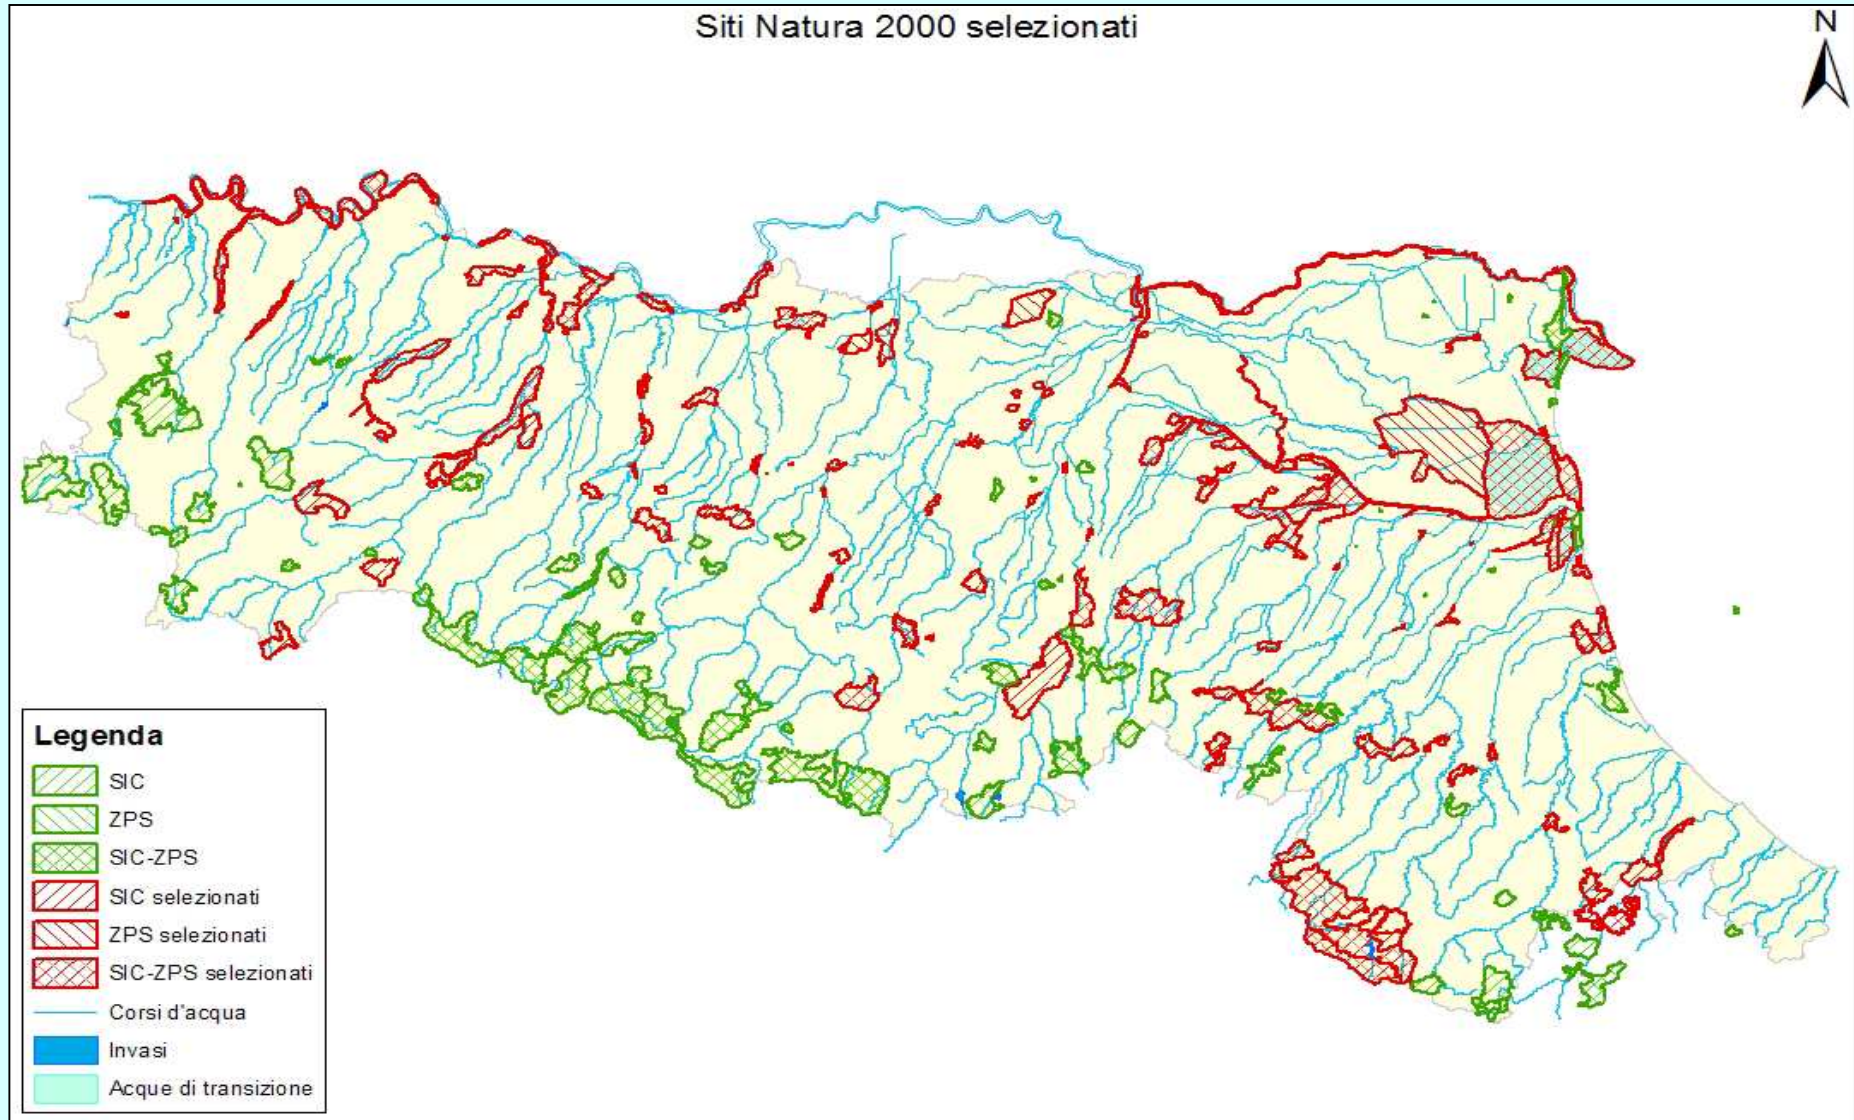 Siti Natura 2000 selezionati
N
Legenda
SIC
ZPS
SIC-ZPS
SIC selezionati
ZPS selezionati
SIC-ZPS selezionati
Corsi d'acqua
Invasi
Acque di transizione